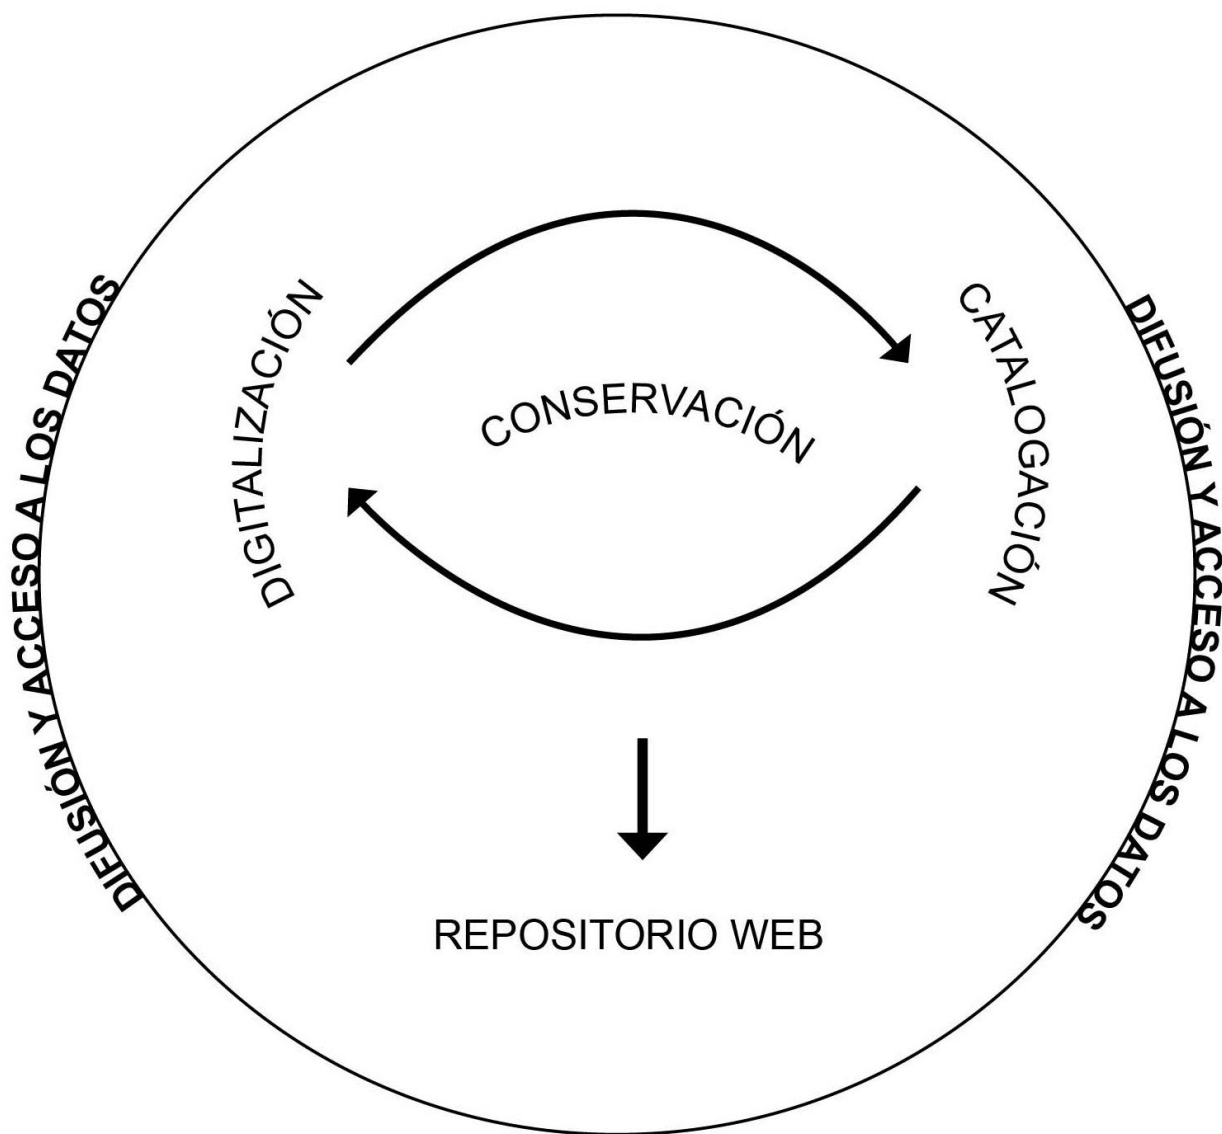 DIFUSIÓN Y ACCESO A LOS DATOS
DIGITALIZACIÓN
CONSERVACIÓN
CATALOGACIÓN
DIFUSIÓN Y ACCESO A LOS DATOS
REPOSITORIO WEB